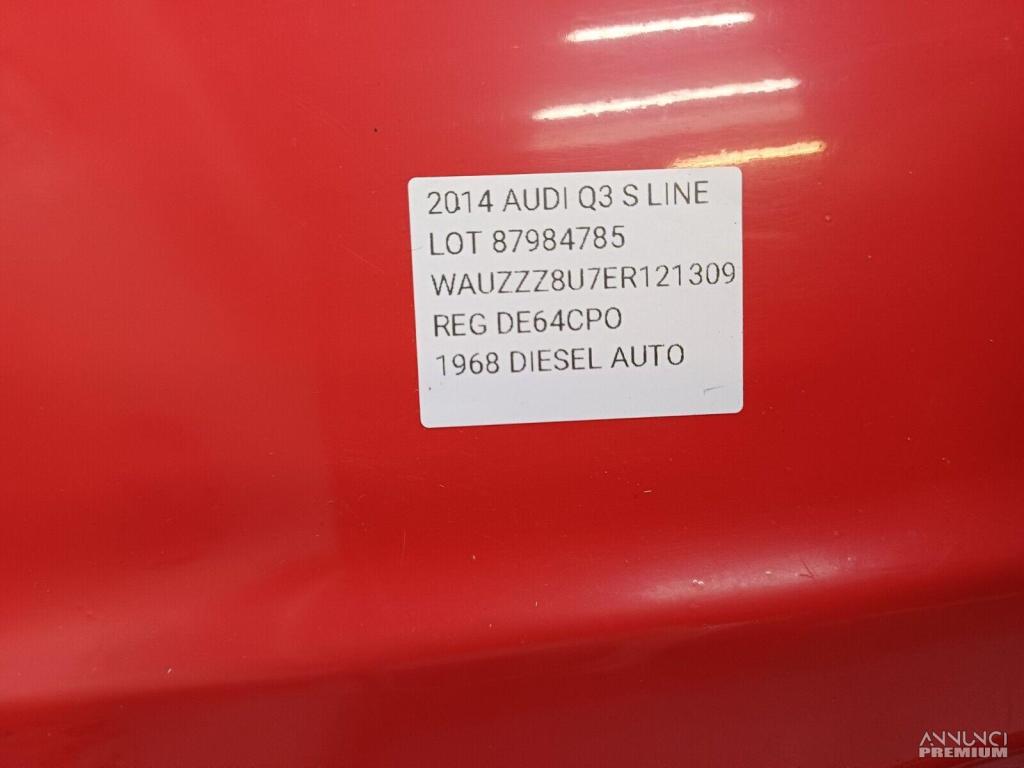 2014 AUDI Q3 S LINE
LOT 87984785
WAUZZZ8U7ER121309
REG DE64CPO
1968 DIESEL AUTO
ANNUNCI
PREMIUM